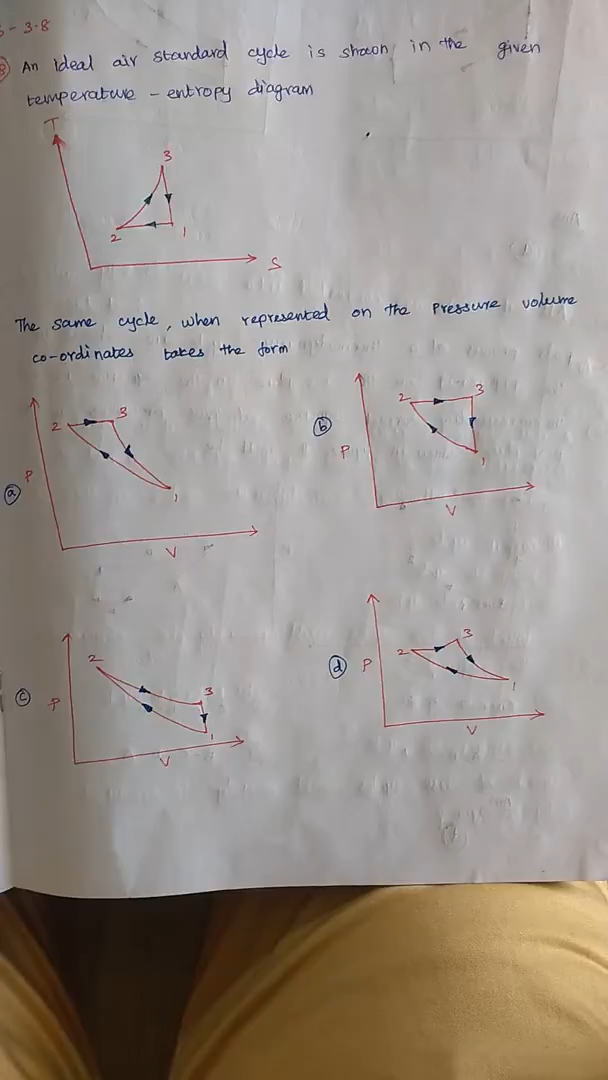 - 3.8
An ideal air standard cycle is shaon in the given
temperature - entropy diagram
T
3
2
1
S
The same cycle, when represented on the pressure volume
co-ordinates takes the form
2
3
P
1
V
(a)
(b)
2
3
P
1
V
(c)
2
3
P
1
V
(d)
2
3
P
1
V